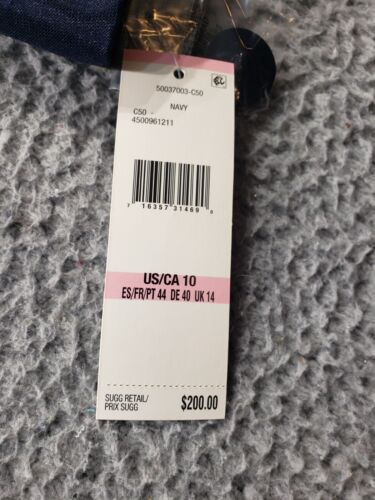 50037003-C50
NAVY
C50 -
4500961211
7 16357 31469
US/CA 10
ES/FR/PT 44 DE 40 UK 14
SUGG RETAIL/
PRIX SUGG
$200.00